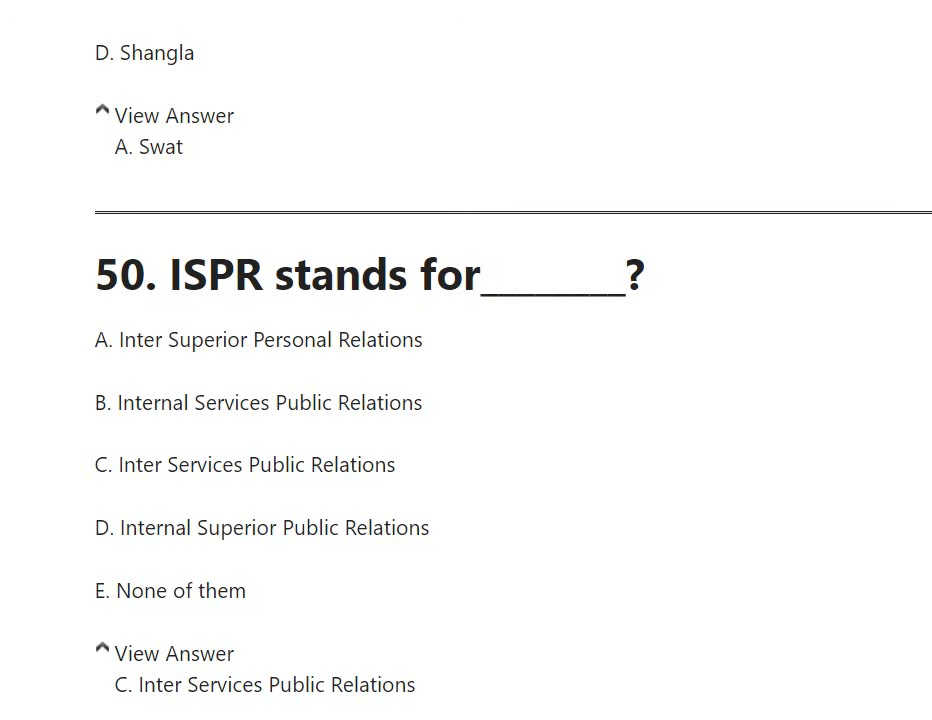 D. Shangla
View Answer
A. Swat
50. ISPR stands for________?
A. Inter Superior Personal Relations
B. Internal Services Public Relations
C. Inter Services Public Relations
D. Internal Superior Public Relations
E. None of them
View Answer
C. Inter Services Public Relations